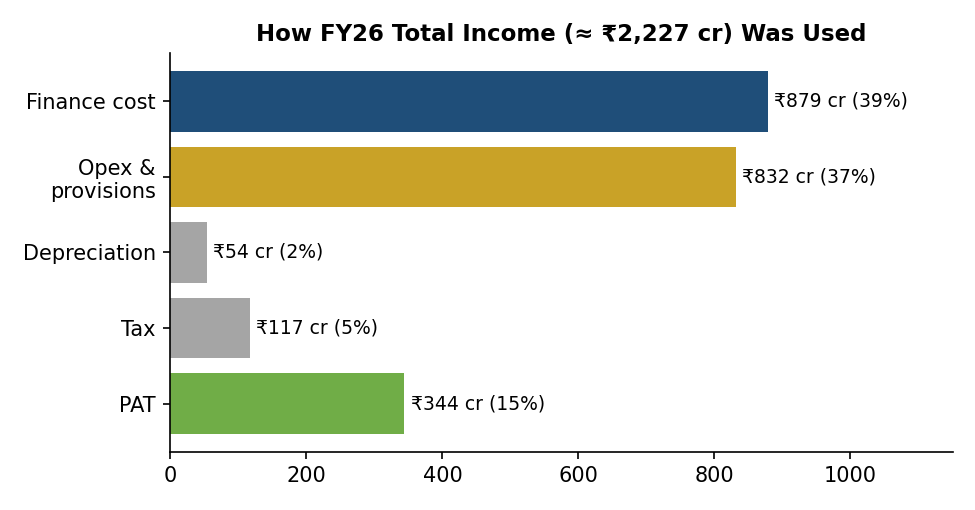 How FY26 Total Income (≈ ₹2,227 cr) Was Used
Finance cost
₹879 cr (39%)
Opex &
provisions
₹832 cr (37%)
Depreciation
₹54 cr (2%)
Tax
₹117 cr (5%)
PAT
₹344 cr (15%)
0 200 400 600 800 1000